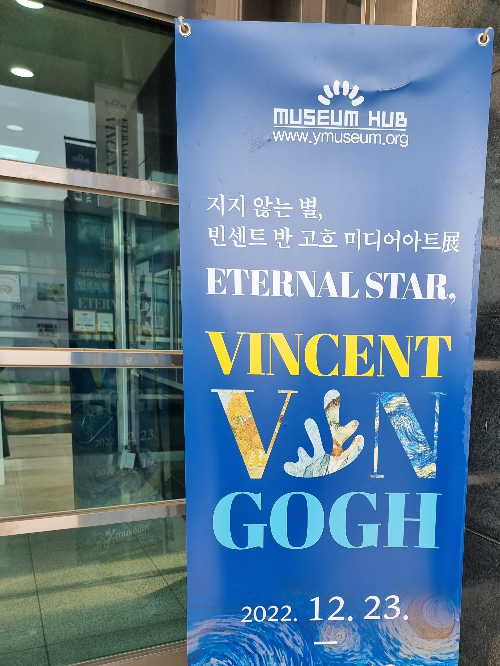 MUSEUM HUB
www.ymuseum.org
지지 않는 별,
빈센트 반 고흐 미디어아트展
ETERNAL STAR,
VINCENT
VAN
GOGH
2022. 12. 23.